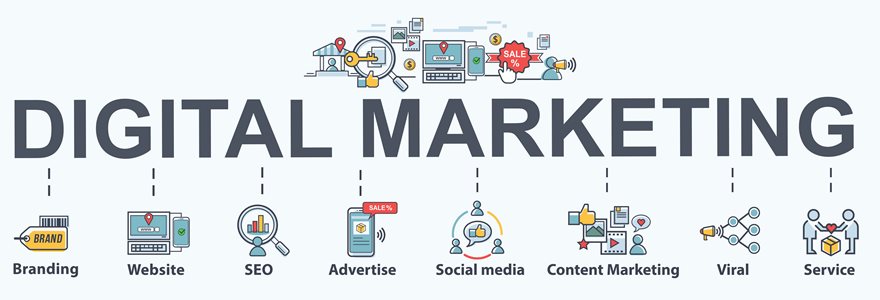 SALE
%
DIGITAL MARKETING
BRAND
SALE%
Branding
Website
SEO
Advertise
Social media
Content Marketing
Viral
Service